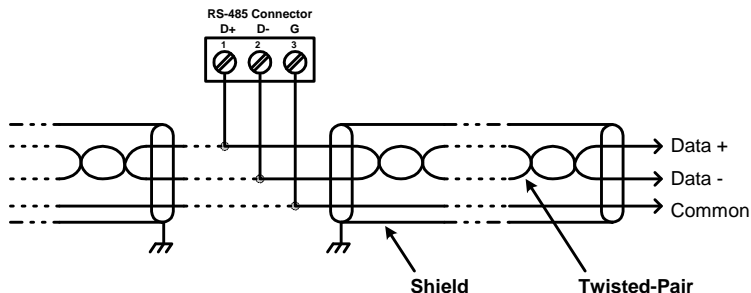 RS-485 Connector
D+ D- G
1 2 3
Data +
Data -
Common
Shield
Twisted-Pair